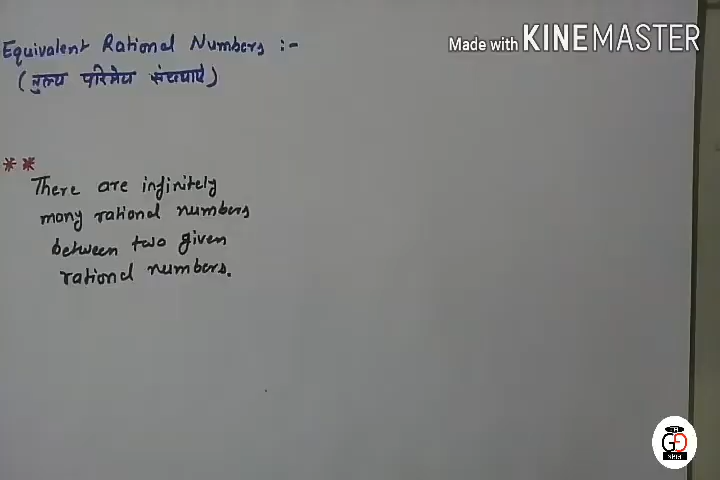 Equivalent Rational Numbers :-
(तुल्य परिमेय संख्याएं)
Made with KINEMASTER
**
There are infinitely
many rational numbers
between two given
rational numbers.